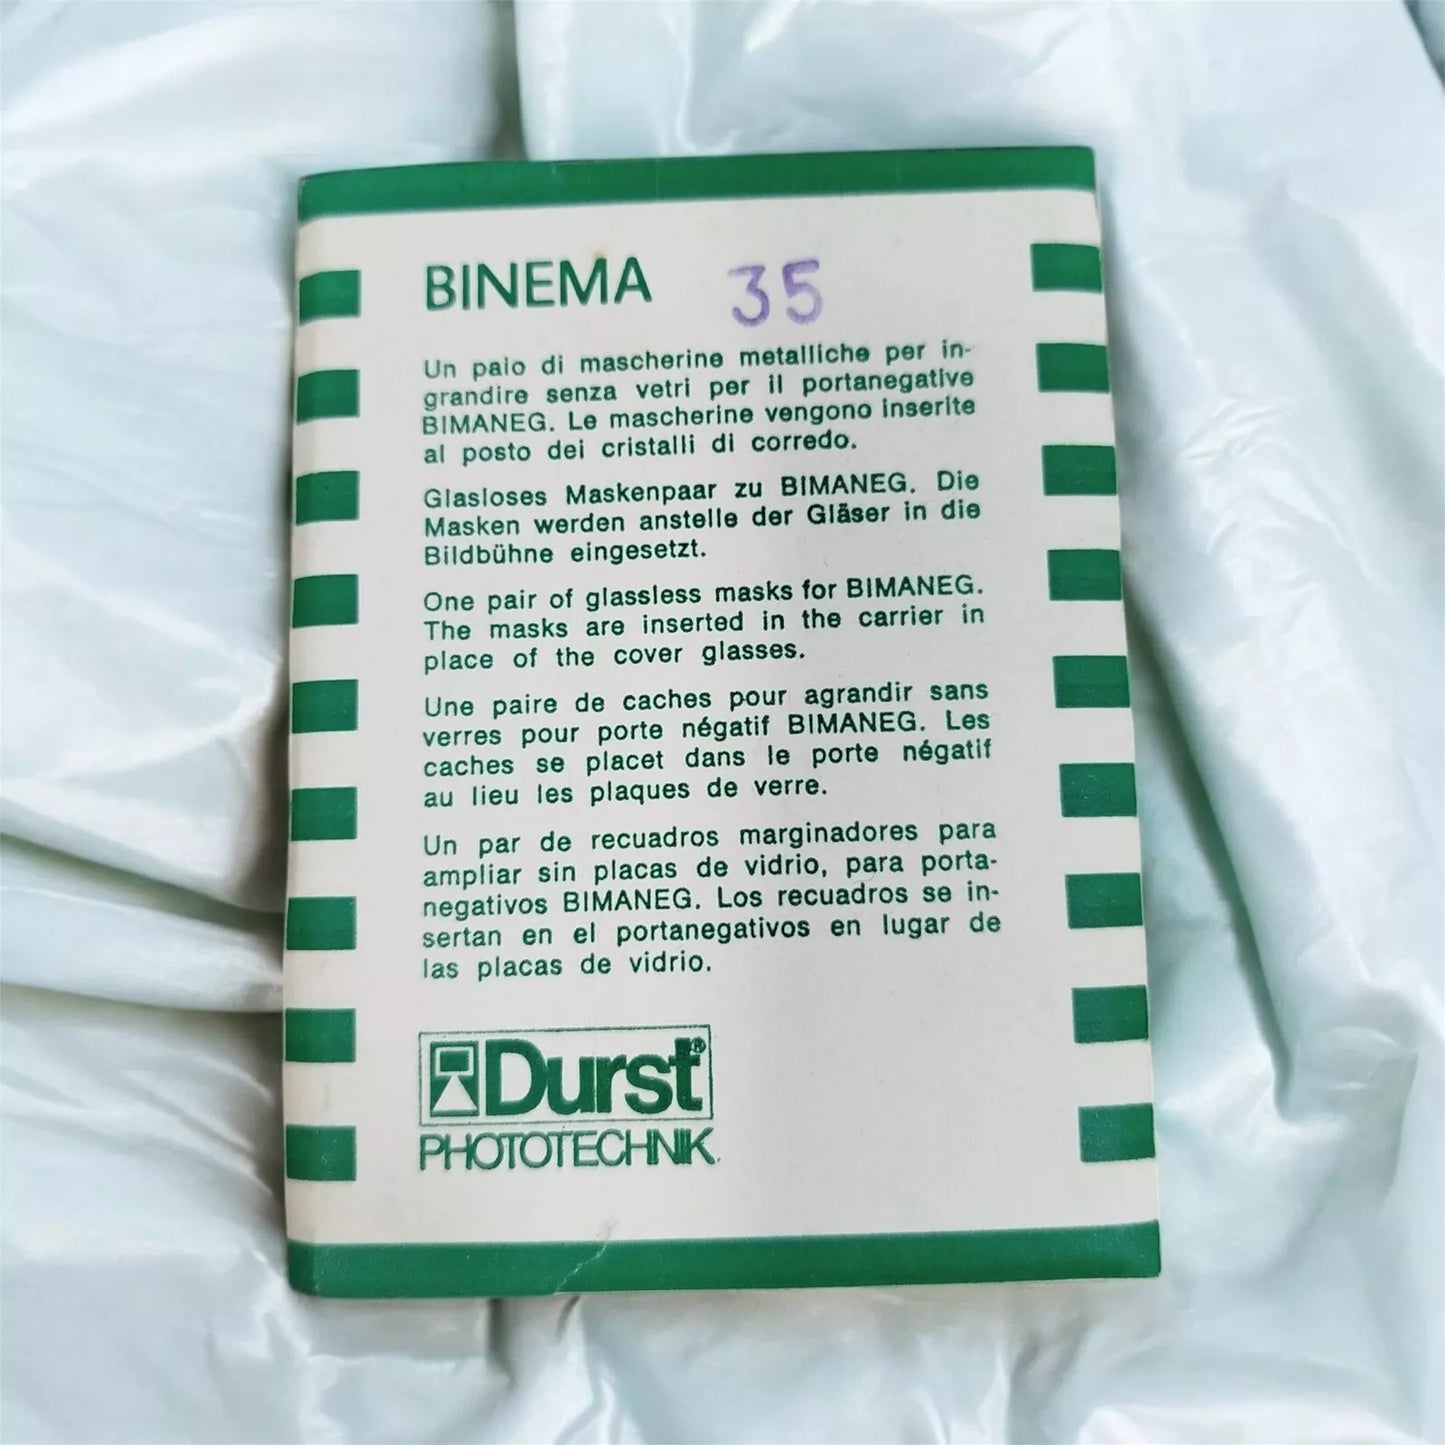 BINEMA 35
Un paio di mascherine metalliche per in-
grandire senza vetri per il portanegative
BIMANEG. Le mascherine vengono inserite
al posto dei cristalli di corredo.
Glasloses Maskenpaar zu BIMANEG. Die
Masken werden anstelle der Gläser in die
Bildbühne eingesetzt.
One pair of glassless masks for BIMANEG.
The masks are inserted in the carrier in
place of the cover glasses.
Une paire de caches pour agrandir sans
verres pour porte négatif BIMANEG. Les
caches se placet dans le porte négatif
au lieu les plaques de verre.
Un par de recuadros marginadores para
ampliar sin placas de vidrio, para porta-
negativos BIMANEG. Los recuadros se in-
sertan en el portanegativos en lugar de
las placas de vidrio.
Durst®
PHOTOTECHNIK